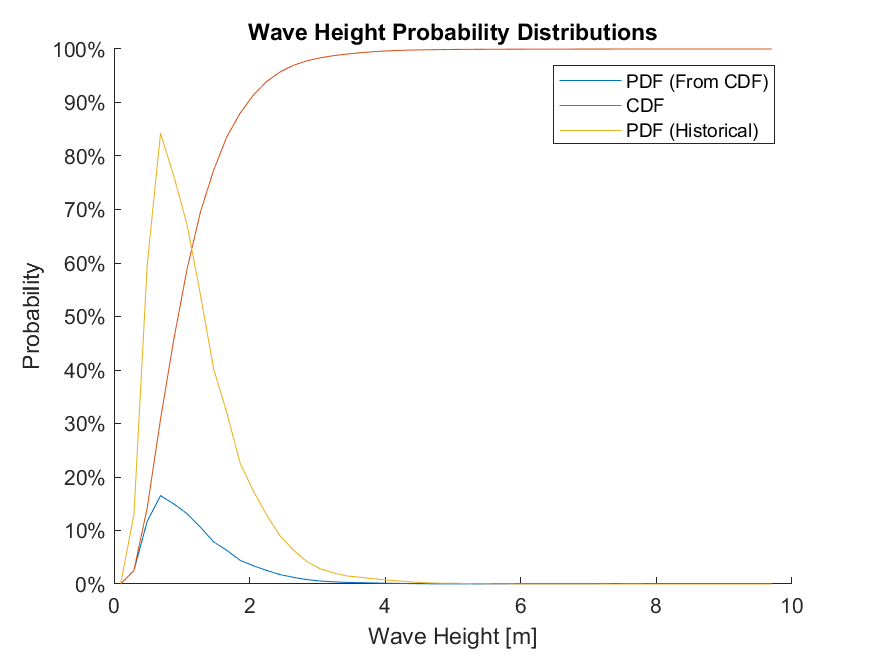 Wave Height Probability Distributions
100%
90%
80%
70%
60%
50%
40%
30%
20%
10%
0%
Probability
PDF (From CDF)
CDF
PDF (Historical)
0 2 4 6 8 10
Wave Height [m]